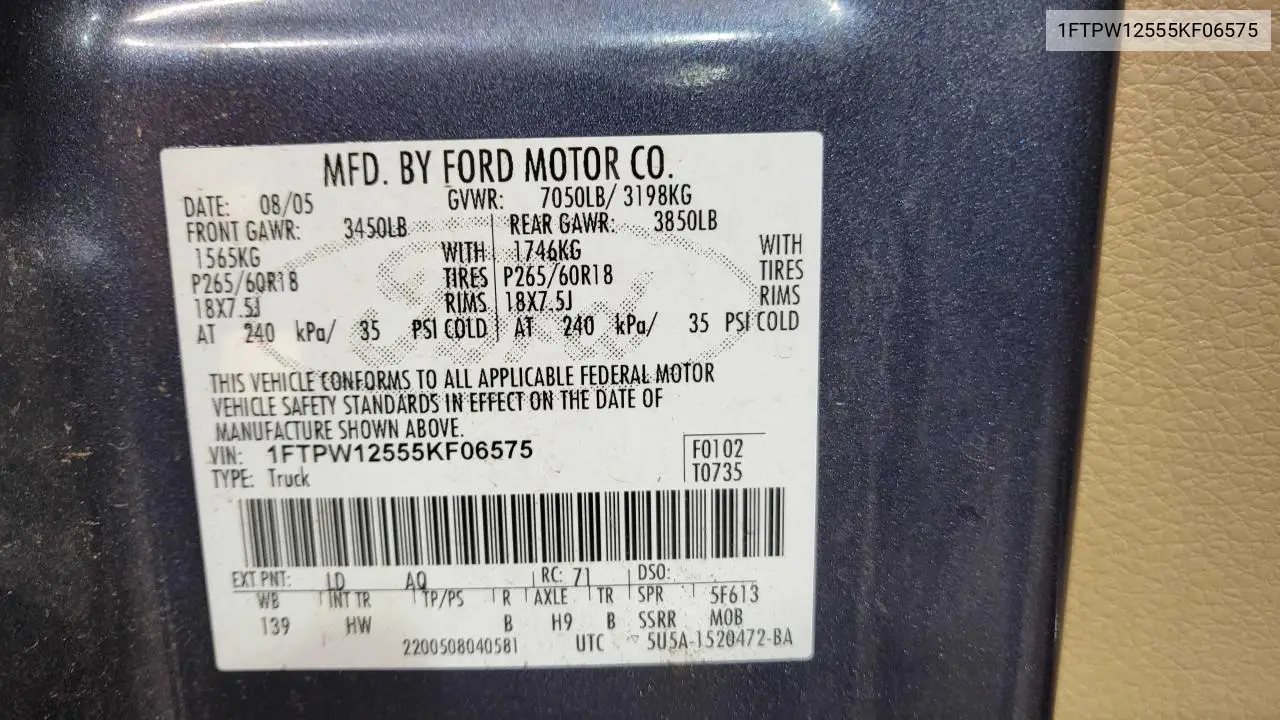 1FTPW12555KF06575
MFD. BY FORD MOTOR CO.
DATE: 08/05 GVWR: 7050LB/ 3198KG
FRONT GAWR: 3450LB REAR GAWR: 3850LB
1565KG WITH 1746KG WITH
P265/60R18 TIRES P265/60R18 TIRES
18X7.5J RIMS 18X7.5J RIMS
AT 240 kPa/ 35 PSI COLD AT 240 kPa/ 35 PSI COLD
Ford
THIS VEHICLE CONFORMS TO ALL APPLICABLE FEDERAL MOTOR
VEHICLE SAFETY STANDARDS IN EFFECT ON THE DATE OF
MANUFACTURE SHOWN ABOVE.
VIN: 1FTPW12555KF06575 F0102
TYPE: Truck T0735
EXT PNT: LD AQ RC: 71 DSO:
WB INT TR TP/PS R AXLE TR SPR 5F613
139 HW B H9 B SSRR MOB
2200508040581 UTC 5U5A-1520472-BA